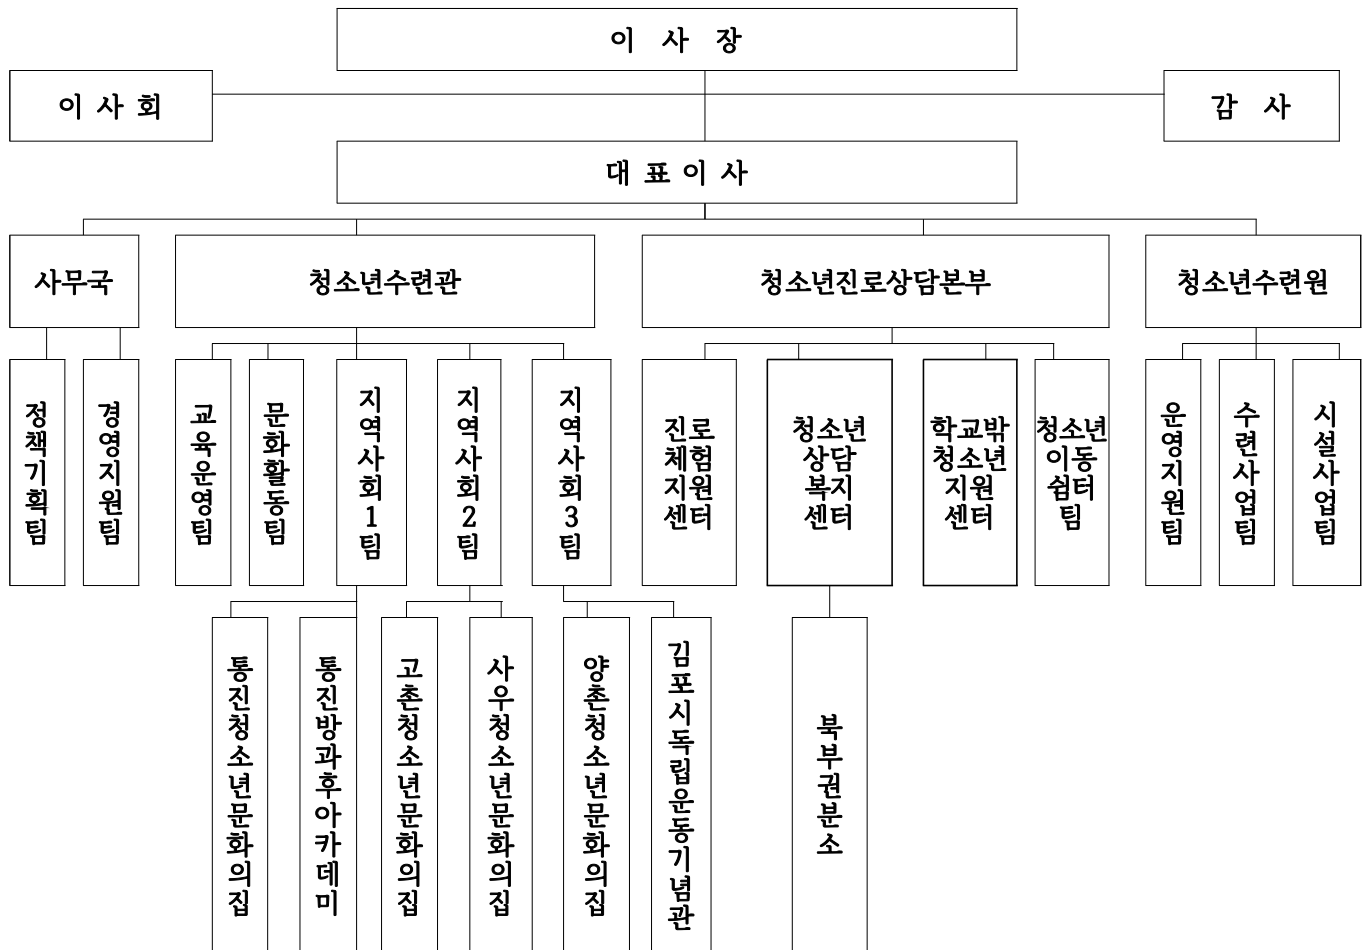 이 사 장
이 사 회
감 사
대 표 이 사
사무국
청소년수련관
청소년진로상담본부
청소년수련원
정책기획팀
경영지원팀
교육운영팀
문화활동팀
지역사회1팀
지역사회2팀
지역사회3팀
진로
체험
지원
센터
청소년
상담
복지
센터
학교밖
청소년
지원
센터
청소년
이동
쉼터
팀
운영지원팀
수련사업팀
시설사업팀
통진청소년문화의집
통진방과후아카데미
고촌청소년문화의집
사우청소년문화의집
양촌청소년문화의집
김포시독립운동기념관
북부권분소